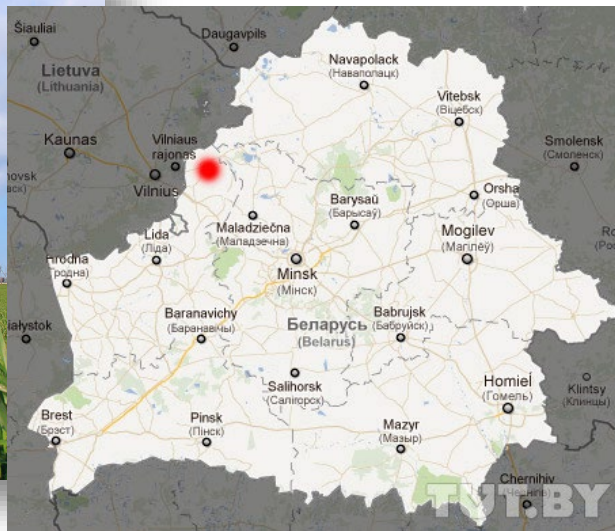 Šiauliai
Daugavpils
Navapolack
(Наваполацк)
Lietuva
(Lithuania)
Vitebsk
(Віцебск)
Kaunas
Vilniaus
rajonas
Smolensk
(Смоленск)
Vilnius
Orsha
(Орша)
Barysaŭ
(Барысаў)
Maladziečna
(Маладзечна)
Lida
(Ліда)
Mogilev
(Магілёў)
Hrodna
(Гродна)
Minsk
(Мінск)
Baranavichy
(Баранавічы)
Babrujsk
(Бабруйск)
Беларусь
(Belarus)
Salihorsk
(Салігорск)
Homiel
(Гомель)
Klintsy
(Клинцы)
Brest
Pinsk
(Пінск)
Mazyr
(Мазыр)
Chernihiv
TUT.BY